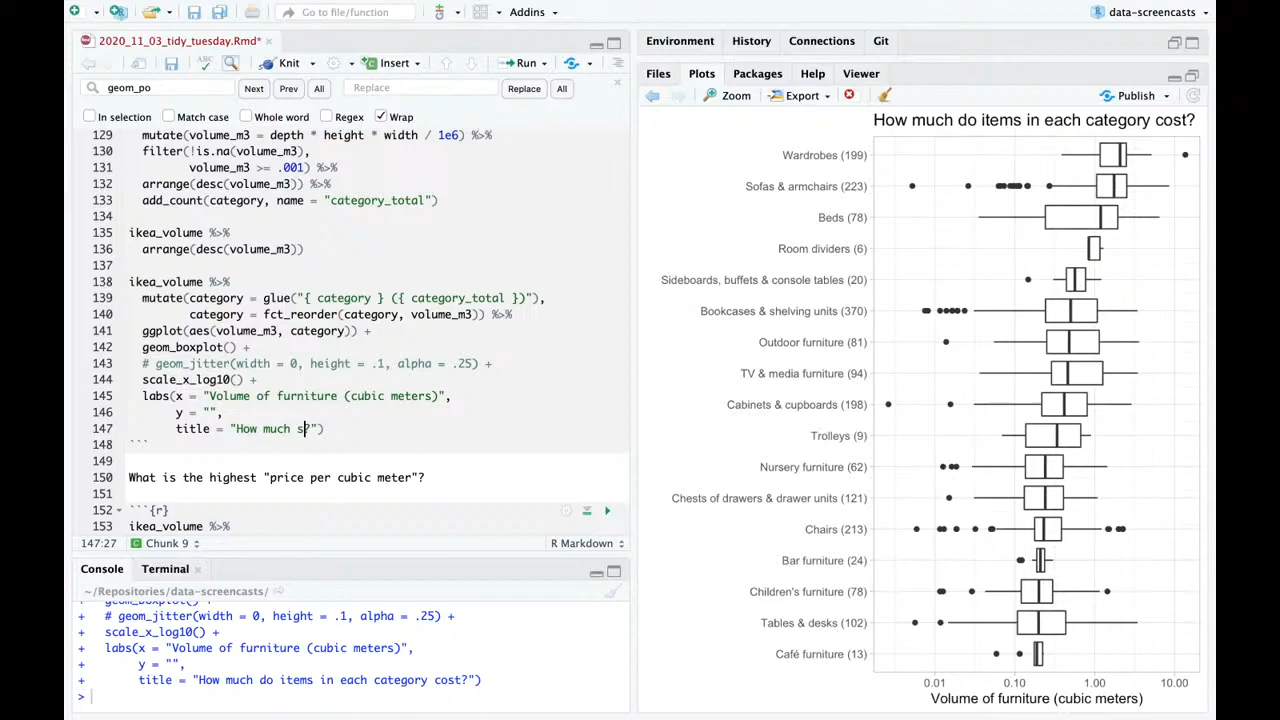 Go to file/function
Addins
data-screencasts
2020_11_03_tidy_tuesday.Rmd*
Knit
Insert
Run
geom_po
Next
Prev
All
Replace
Replace
All
In selection
Match case
Whole word
Regex
Wrap
129 mutate(volume_m3 = depth * height * width / 1e6) %>%
130 filter(!is.na(volume_m3),
131 volume_m3 >= .001) %>%
132 arrange(desc(volume_m3)) %>%
133 add_count(category, name = "category_total")
134
135 ikea_volume %>%
136 arrange(desc(volume_m3))
137
138 ikea_volume %>%
139 mutate(category = glue("{ category } ({ category_total })"),
140 category = fct_reorder(category, volume_m3)) %>%
141 ggplot(aes(volume_m3, category)) +
142 geom_boxplot() +
143 # geom_jitter(width = 0, height = .1, alpha = .25) +
144 scale_x_log10() +
145 labs(x = "Volume of furniture (cubic meters)",
146 y = "",
147 title = "How much s?")
148 ```
149
150 What is the highest "price per cubic meter"?
151
152 ```{r}
153 ikea_volume %>%
147:27
Chunk 9
R Markdown
Console
Terminal
~/Repositories/data-screencasts/
+ geom_boxplot() +
+ # geom_jitter(width = 0, height = .1, alpha = .25) +
+ scale_x_log10() +
+ labs(x = "Volume of furniture (cubic meters)",
+ y = "",
+ title = "How much do items in each category cost?")
>
Environment
History
Connections
Git
Files
Plots
Packages
Help
Viewer
Zoom
Export
Publish
How much do items in each category cost?
Wardrobes (199)
Sofas & armchairs (223)
Beds (78)
Room dividers (6)
Sideboards, buffets & console tables (20)
Bookcases & shelving units (370)
Outdoor furniture (81)
TV & media furniture (94)
Cabinets & cupboards (198)
Trolleys (9)
Nursery furniture (62)
Chests of drawers & drawer units (121)
Chairs (213)
Bar furniture (24)
Children's furniture (78)
Tables & desks (102)
Café furniture (13)
0.01
0.10
1.00
10.00
Volume of furniture (cubic meters)